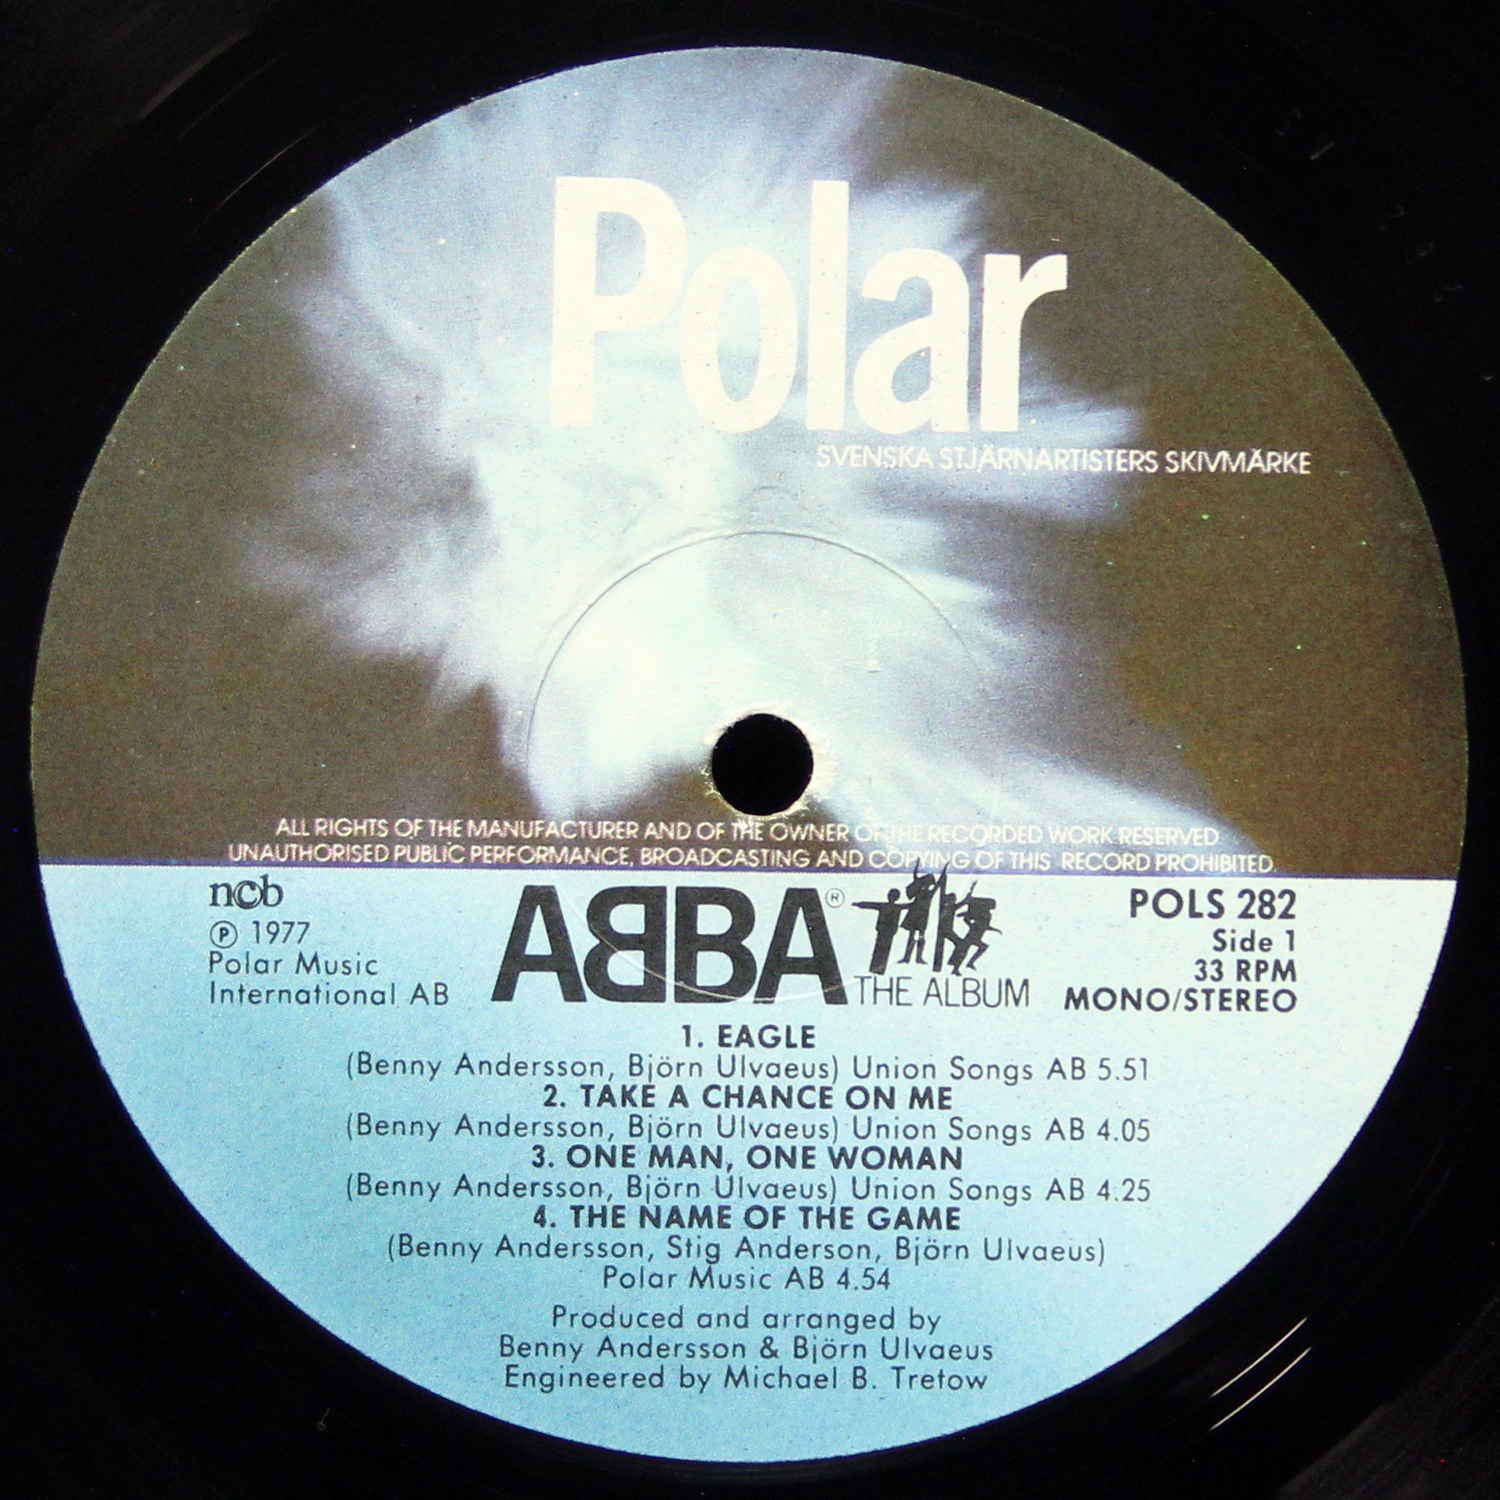 Polar
SVENSKA STJÄRNARTISTERS SKIVMÄRKE
ALL RIGHTS OF THE MANUFACTURER AND OF THE OWNER OF THE RECORDED WORK RESERVED
UNAUTHORISED PUBLIC PERFORMANCE, BROADCASTING AND COPYING OF THIS RECORD PROHIBITED.
ncb
Ⓟ 1977
Polar Music
International AB
ABBA®
THE ALBUM
POLS 282
Side 1
33 RPM
MONO/STEREO
1. EAGLE
(Benny Andersson, Björn Ulvaeus) Union Songs AB 5.51
2. TAKE A CHANCE ON ME
(Benny Andersson, Björn Ulvaeus) Union Songs AB 4.05
3. ONE MAN, ONE WOMAN
(Benny Andersson, Björn Ulvaeus) Union Songs AB 4.25
4. THE NAME OF THE GAME
(Benny Andersson, Stig Anderson, Björn Ulvaeus)
Polar Music AB 4.54
Produced and arranged by
Benny Andersson & Björn Ulvaeus
Engineered by Michael B. Tretow